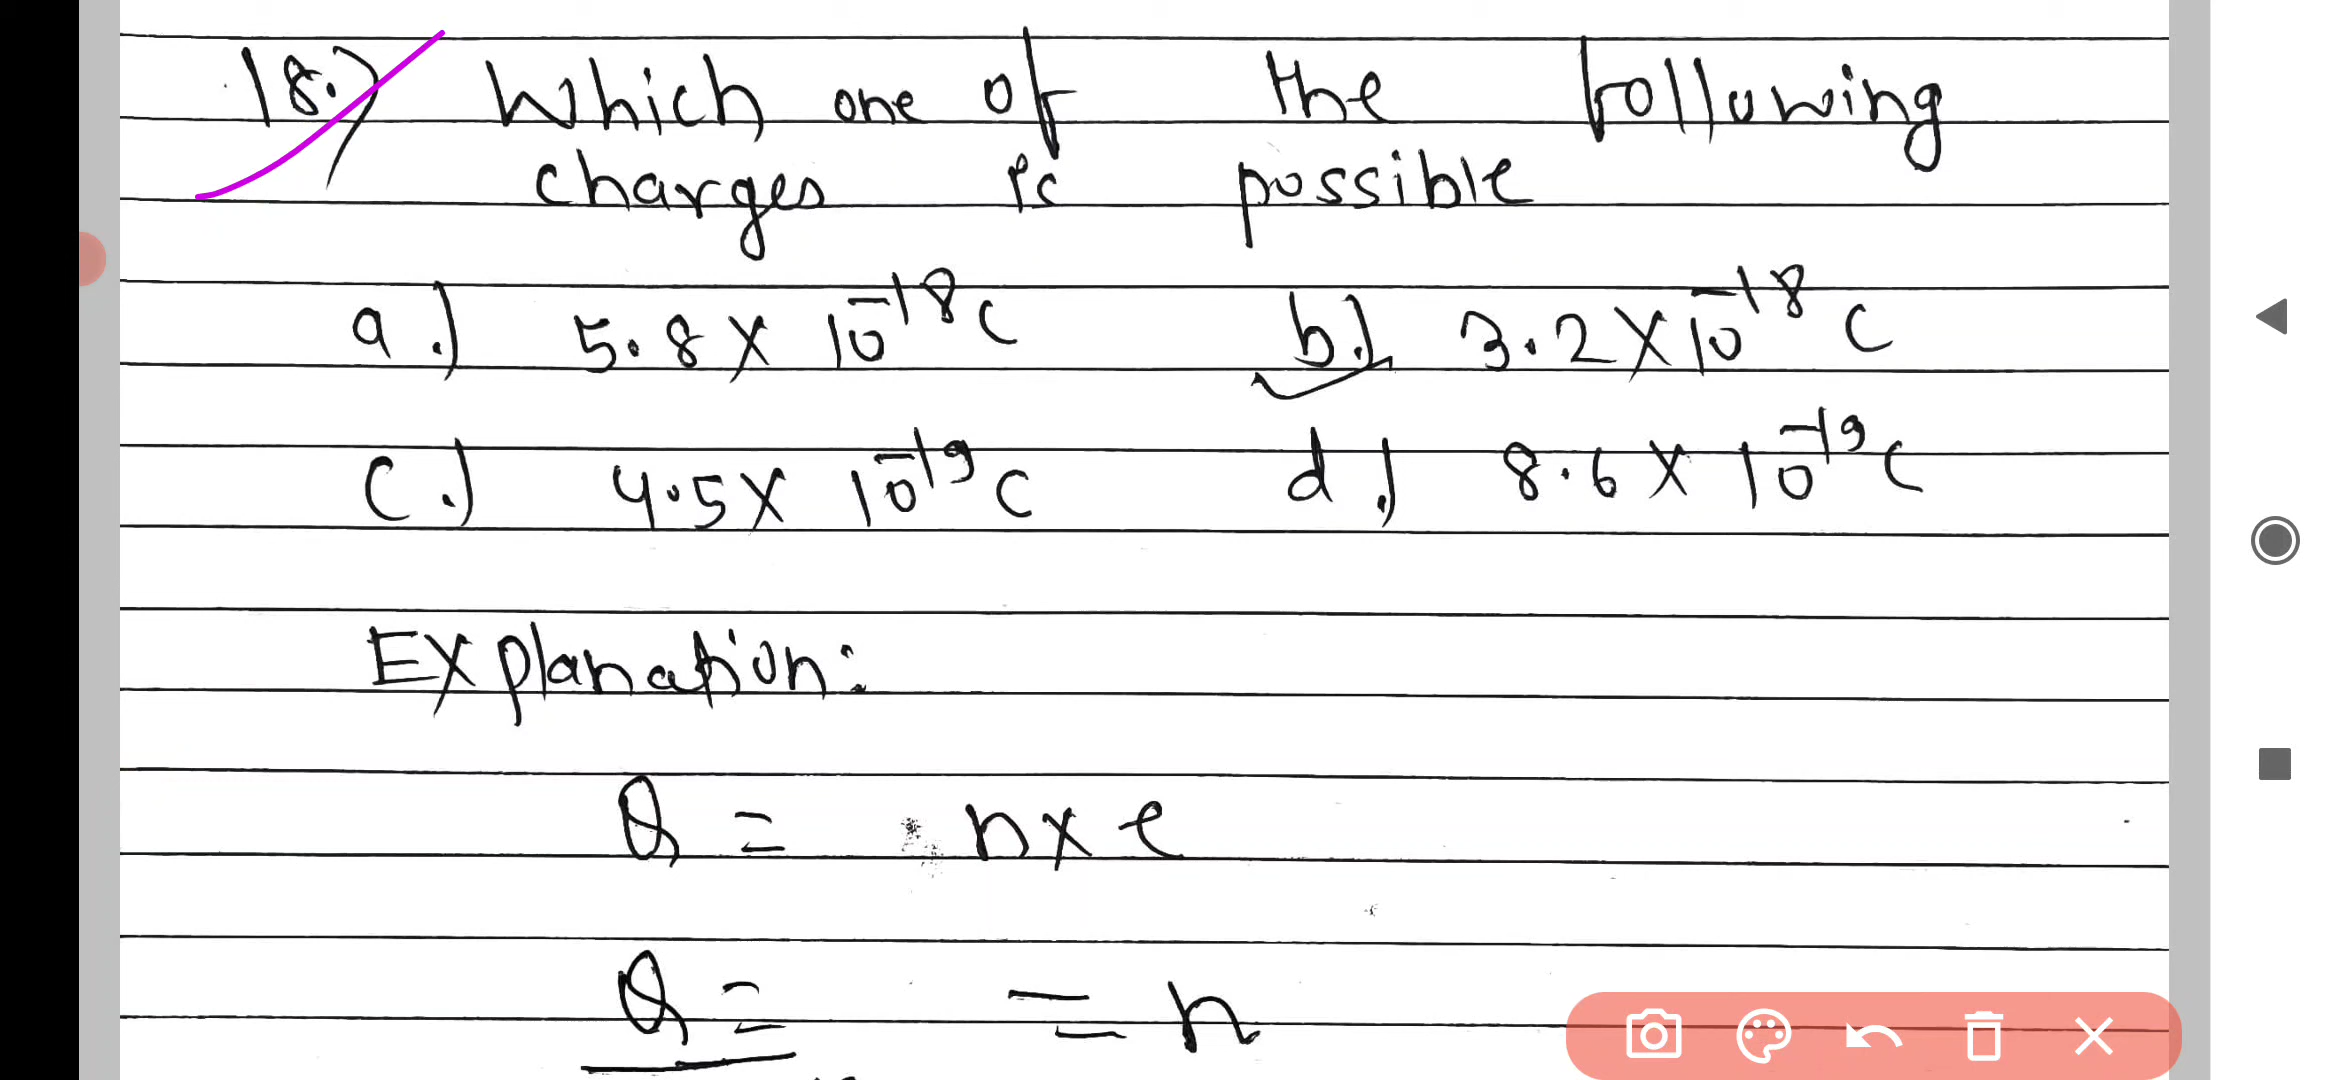 18.) Which one of the following
charges is possible
a.) 5.8 X 10⁻¹⁸ C b.) 3.2 X 10⁻¹⁸ C
C.) 4.5 X 10⁻¹⁹ C d.) 8.6 X 10⁻¹⁹ C
Explanation:
Q = n x e
Q = = n